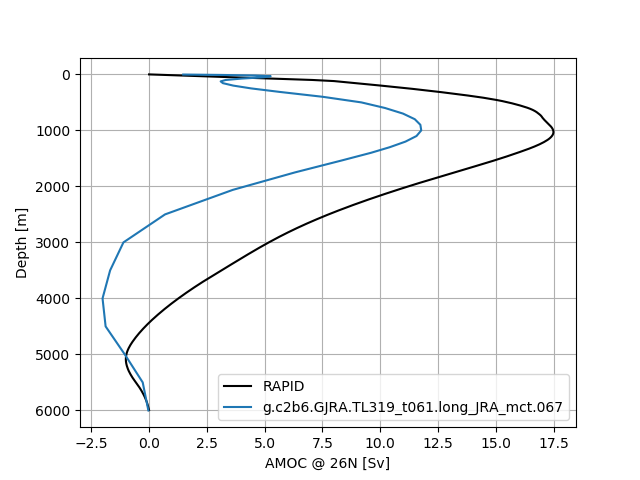 0
1000
2000
3000
4000
5000
6000
Depth [m]
−2.5 0.0 2.5 5.0 7.5 10.0 12.5 15.0 17.5
AMOC @ 26N [Sv]
RAPID
g.c2b6.GJRA.TL319_t061.long_JRA_mct.067